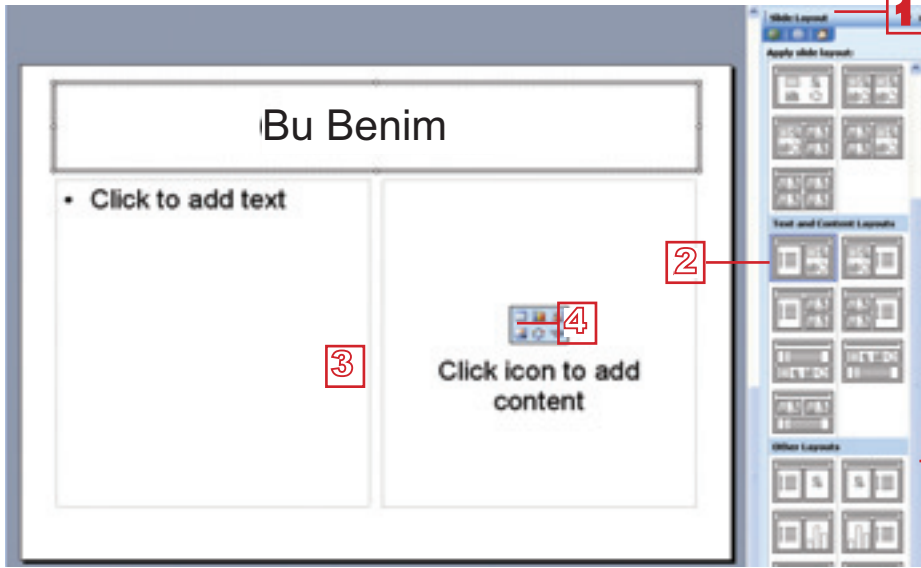 Slide Layout
1
Apply slide layout:
Bu Benim
• Click to add text
Text and Content Layouts
2
4
3
Click icon to add
content
Other Layouts